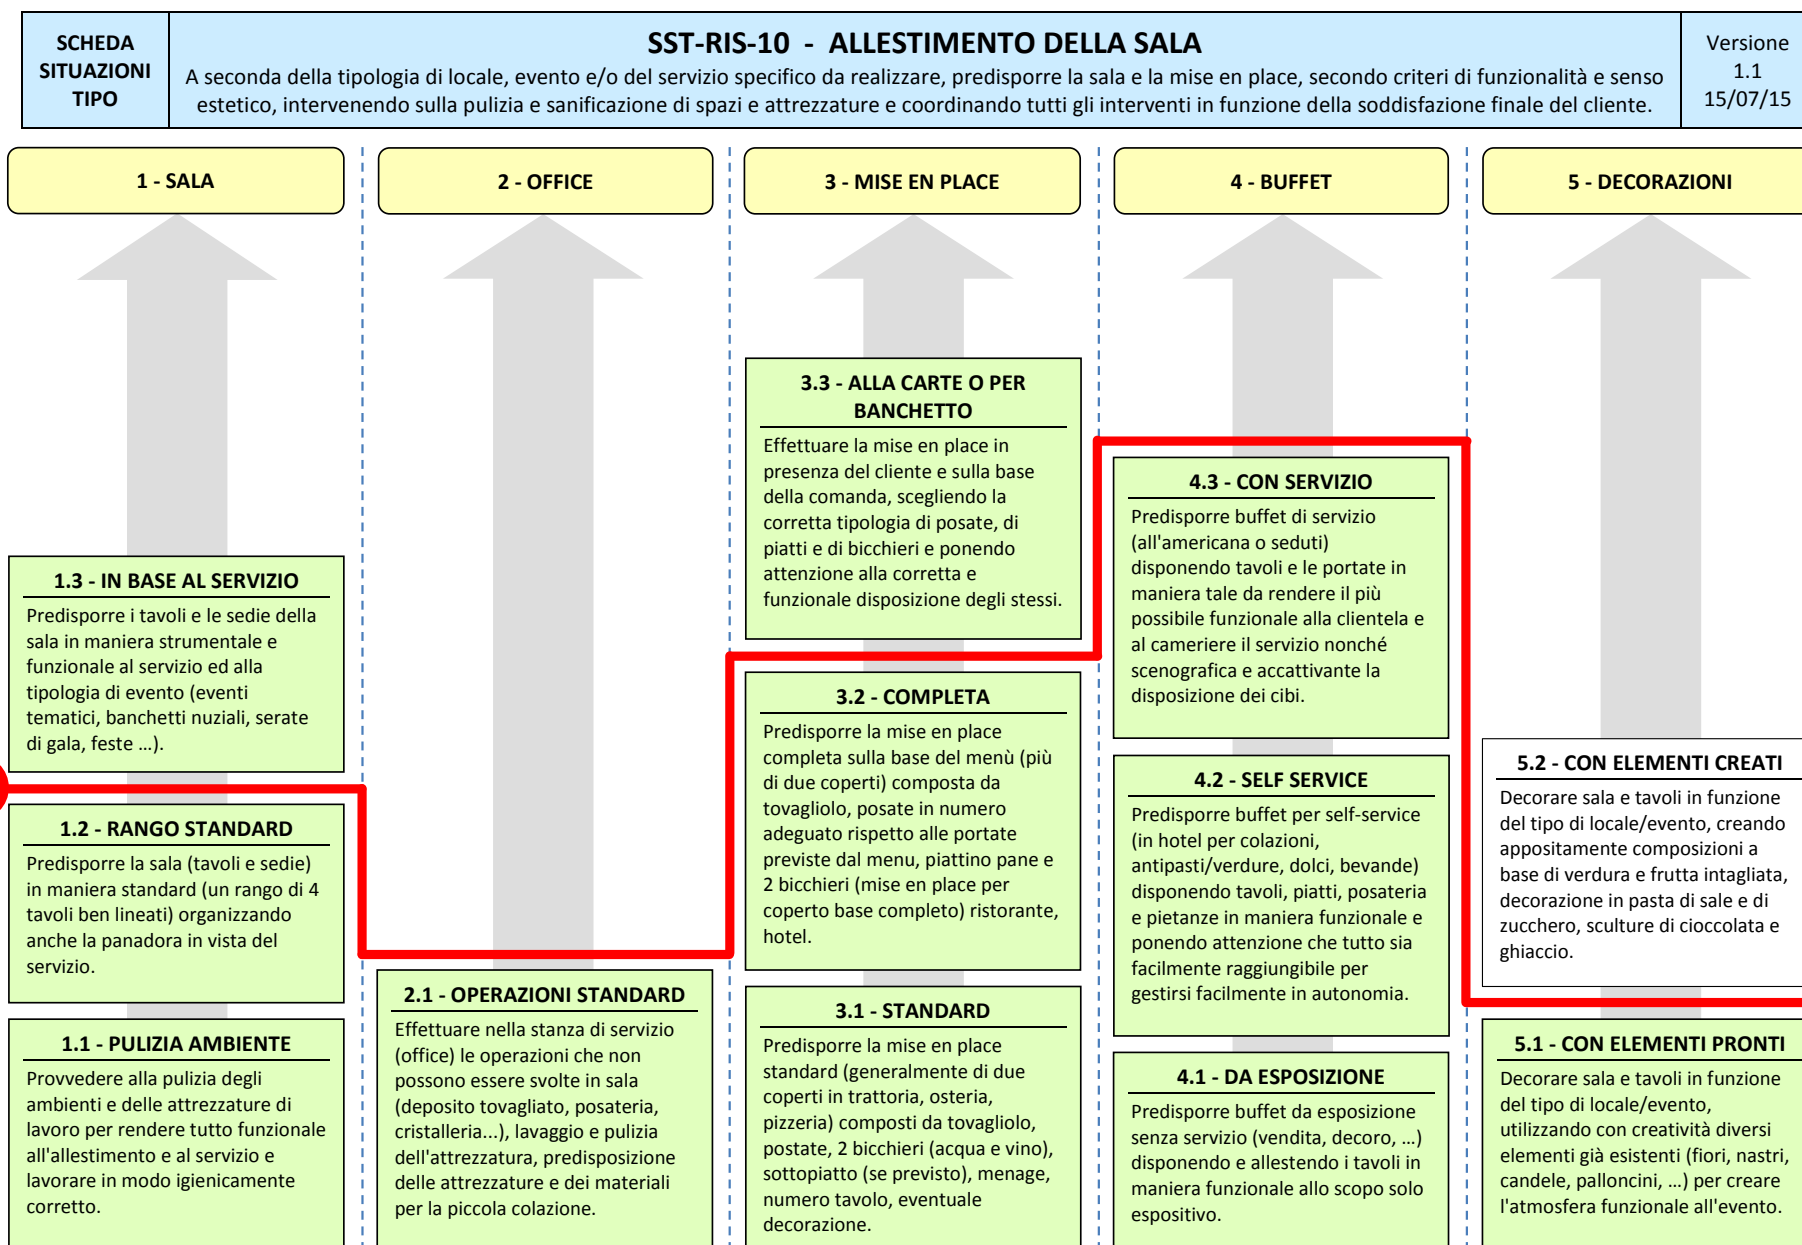 SCHEDA
SITUAZIONI
TIPO
SST-RIS-10 - ALLESTIMENTO DELLA SALA
A seconda della tipologia di locale, evento e/o del servizio specifico da realizzare, predisporre la sala e la mise en place, secondo criteri di funzionalità e senso
estetico, intervenendo sulla pulizia e sanificazione di spazi e attrezzature e coordinando tutti gli interventi in funzione della soddisfazione finale del cliente.
Versione
1.1
15/07/15
1 - SALA
2 - OFFICE
3 - MISE EN PLACE
4 - BUFFET
5 - DECORAZIONI
1.3 - IN BASE AL SERVIZIO
Predisporre i tavoli e le sedie della
sala in maniera strumentale e
funzionale al servizio ed alla
tipologia di evento (eventi
tematici, banchetti nuziali, serate
di gala, feste ...).
1.2 - RANGO STANDARD
Predisporre la sala (tavoli e sedie)
in maniera standard (un rango di 4
tavoli ben lineati) organizzando
anche la panadora in vista del
servizio.
1.1 - PULIZIA AMBIENTE
Provvedere alla pulizia degli
ambienti e delle attrezzature di
lavoro per rendere tutto funzionale
all'allestimento e al servizio e
lavorare in modo igienicamente
corretto.
2.1 - OPERAZIONI STANDARD
Effettuare nella stanza di servizio
(office) le operazioni che non
possono essere svolte in sala
(deposito tovagliato, posateria,
cristalleria...), lavaggio e pulizia
dell'attrezzatura, predisposizione
delle attrezzature e dei materiali
per la piccola colazione.
3.3 - ALLA CARTE O PER
BANCHETTO
Effettuare la mise en place in
presenza del cliente e sulla base
della comanda, scegliendo la
corretta tipologia di posate, di
piatti e di bicchieri e ponendo
attenzione alla corretta e
funzionale disposizione degli stessi.
3.2 - COMPLETA
Predisporre la mise en place
completa sulla base del menù (più
di due coperti) composta da
tovagliolo, posate in numero
adeguato rispetto alle portate
previste dal menu, piattino pane e
2 bicchieri (mise en place per
coperto base completo) ristorante,
hotel.
3.1 - STANDARD
Predisporre la mise en place
standard (generalmente di due
coperti in trattoria, osteria,
pizzeria) composti da tovagliolo,
postate, 2 bicchieri (acqua e vino),
sottopiatto (se previsto), menage,
numero tavolo, eventuale
decorazione.
4.3 - CON SERVIZIO
Predisporre buffet di servizio
(all'americana o seduti)
disponendo tavoli e le portate in
maniera tale da rendere il più
possibile funzionale alla clientela e
al cameriere il servizio nonché
scenografica e accattivante la
disposizione dei cibi.
4.2 - SELF SERVICE
Predisporre buffet per self-service
(in hotel per colazioni,
antipasti/verdure, dolci, bevande)
disponendo tavoli, piatti, posateria
e pietanze in maniera funzionale e
ponendo attenzione che tutto sia
facilmente raggiungibile per
gestirsi facilmente in autonomia.
4.1 - DA ESPOSIZIONE
Predisporre buffet da esposizione
senza servizio (vendita, decoro, ...)
disponendo e allestendo i tavoli in
maniera funzionale allo scopo solo
espositivo.
5.2 - CON ELEMENTI CREATI
Decorare sala e tavoli in funzione
del tipo di locale/evento, creando
appositamente composizioni a
base di verdura e frutta intagliata,
decorazione in pasta di sale e di
zucchero, sculture di cioccolata e
ghiaccio.
5.1 - CON ELEMENTI PRONTI
Decorare sala e tavoli in funzione
del tipo di locale/evento,
utilizzando con creatività diversi
elementi già esistenti (fiori, nastri,
candele, palloncini, ...) per creare
l'atmosfera funzionale all'evento.